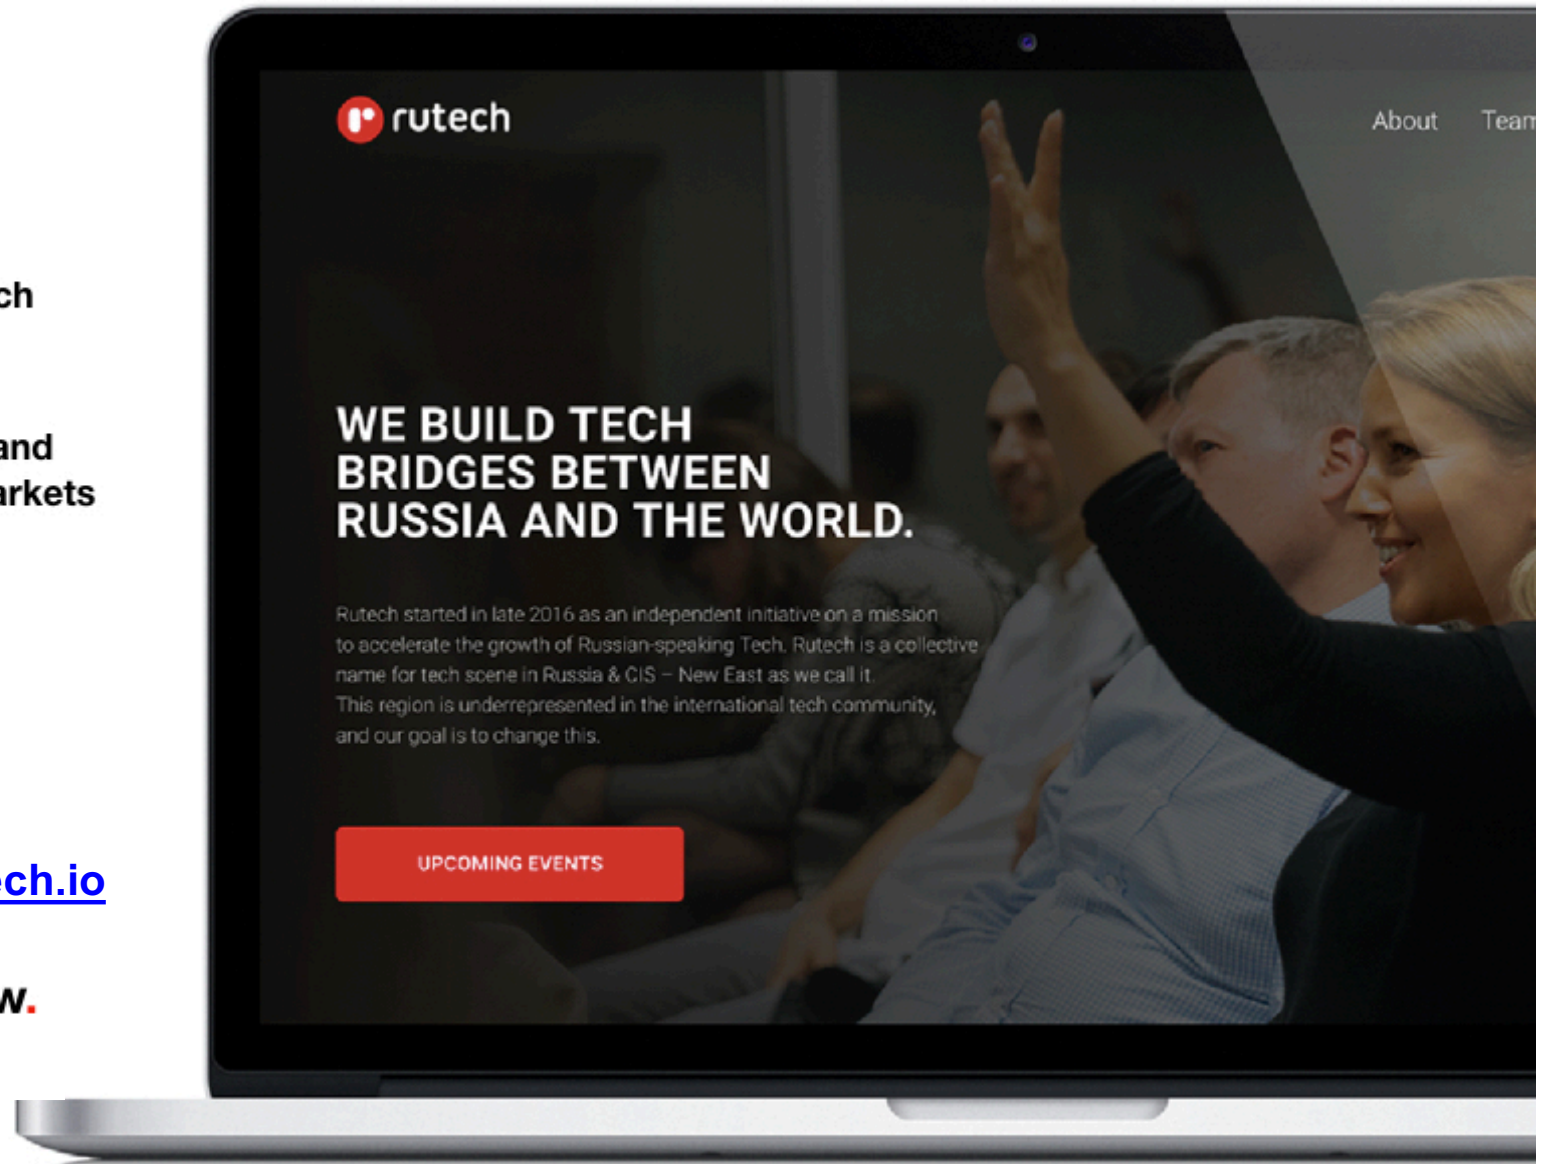 rutech
About
ch
WE BUILD TECH
and
BRIDGES BETWEEN
arkets
RUSSIA AND THE WORLD.
Rutech started in late 2016 as an independent initiative on a mission
to accelerate the growth of Russian-speaking Tech. Rutech is a collective
name for tech scene in Russia & CIS – New East as we call it.
This region is underrepresented in the international tech community,
and our goal is to change this.
UPCOMING EVENTS
ech.io
w.